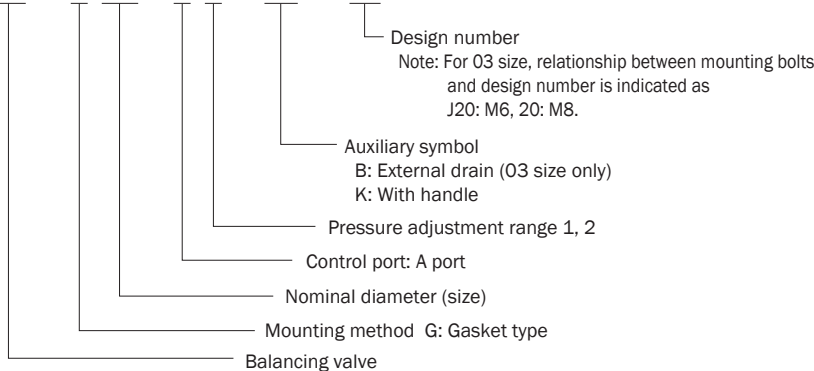 Design number
Note: For 03 size, relationship between mounting bolts
and design number is indicated as
J20: M6, 20: M8.
Auxiliary symbol
B: External drain (03 size only)
K: With handle
Pressure adjustment range 1, 2
Control port: A port
Nominal diameter (size)
Mounting method  G: Gasket type
Balancing valve